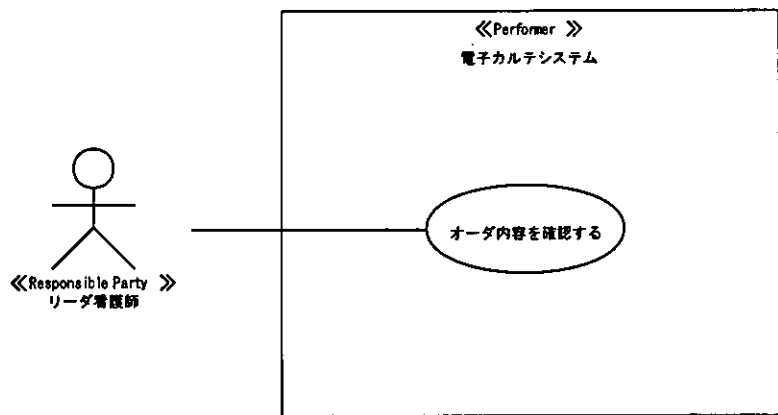 ≪Performer ≫
電子カルテシステム
オーダ内容を確認する
≪Responsible Party ≫
リーダ看護師